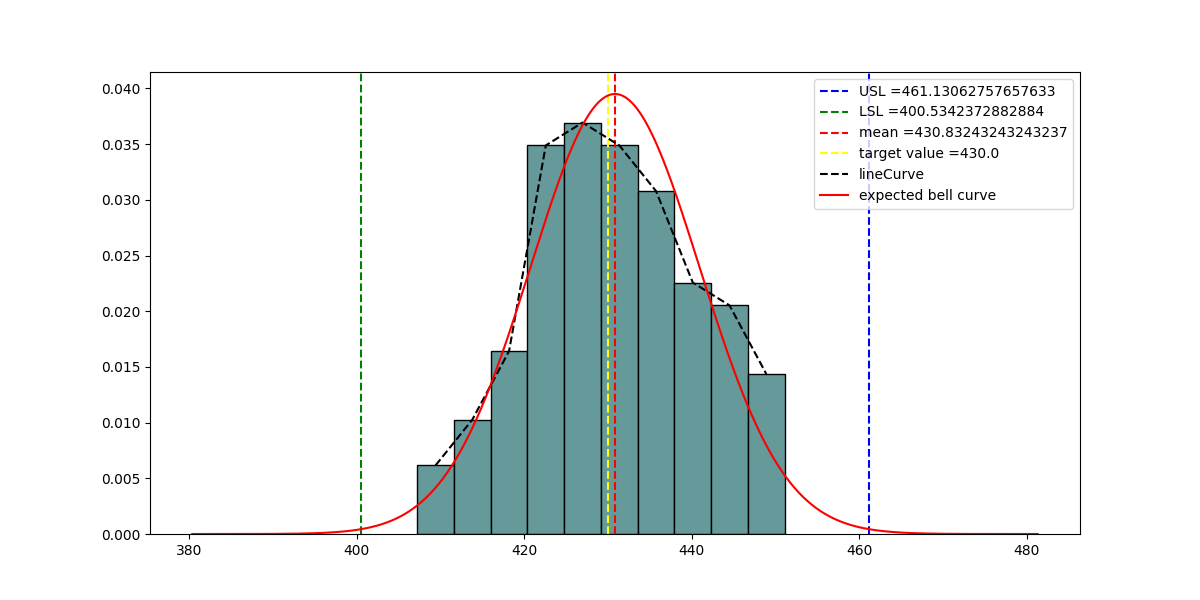 0.040
0.035
0.030
0.025
0.020
0.015
0.010
0.005
0.000
380 400 420 440 460 480
USL =461.13062757657633
LSL =400.5342372882884
mean =430.83243243243237
target value =430.0
lineCurve
expected bell curve